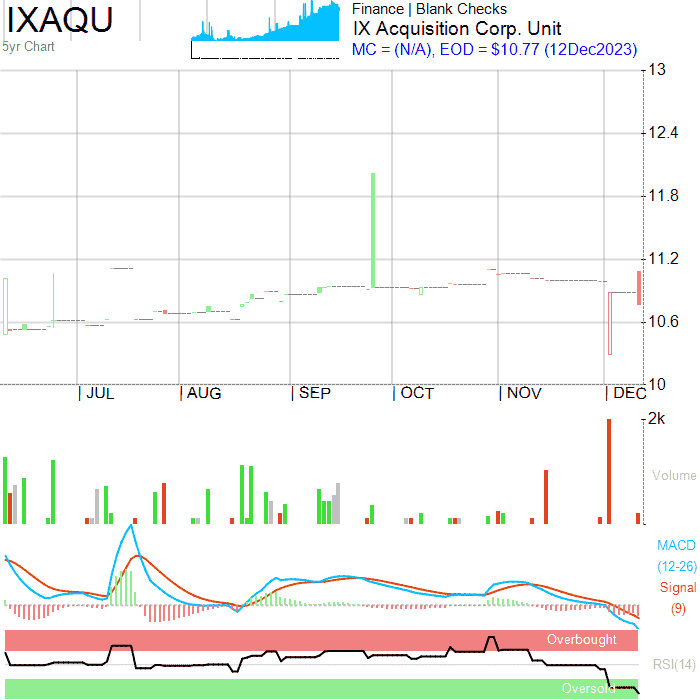 IXAQU
5yr Chart
Finance | Blank Checks
IX Acquisition Corp. Unit
MC = (N/A), EOD = $10.77 (12Dec2023)
13
12.4
11.8
11.2
10.6
10
| JUL | AUG | SEP | OCT | NOV | DEC
2k
Volume
MACD
(12-26)
Signal
(9)
Overbought
RSI(14)
Oversold